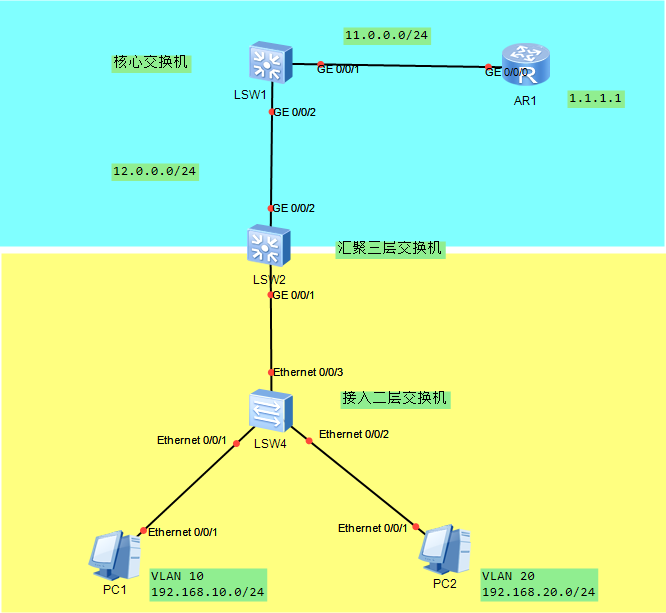 11.0.0.0/24
核心交换机
GE 0/0/1
GE 0/0/0
R
LSW1
AR1
1.1.1.1
GE 0/0/2
12.0.0.0/24
GE 0/0/2
汇聚三层交换机
LSW2
GE 0/0/1
Ethernet 0/0/3
接入二层交换机
Ethernet 0/0/1
LSW4
Ethernet 0/0/2
Ethernet 0/0/1
Ethernet 0/0/1
PC1
VLAN 10
192.168.10.0/24
PC2
VLAN 20
192.168.20.0/24